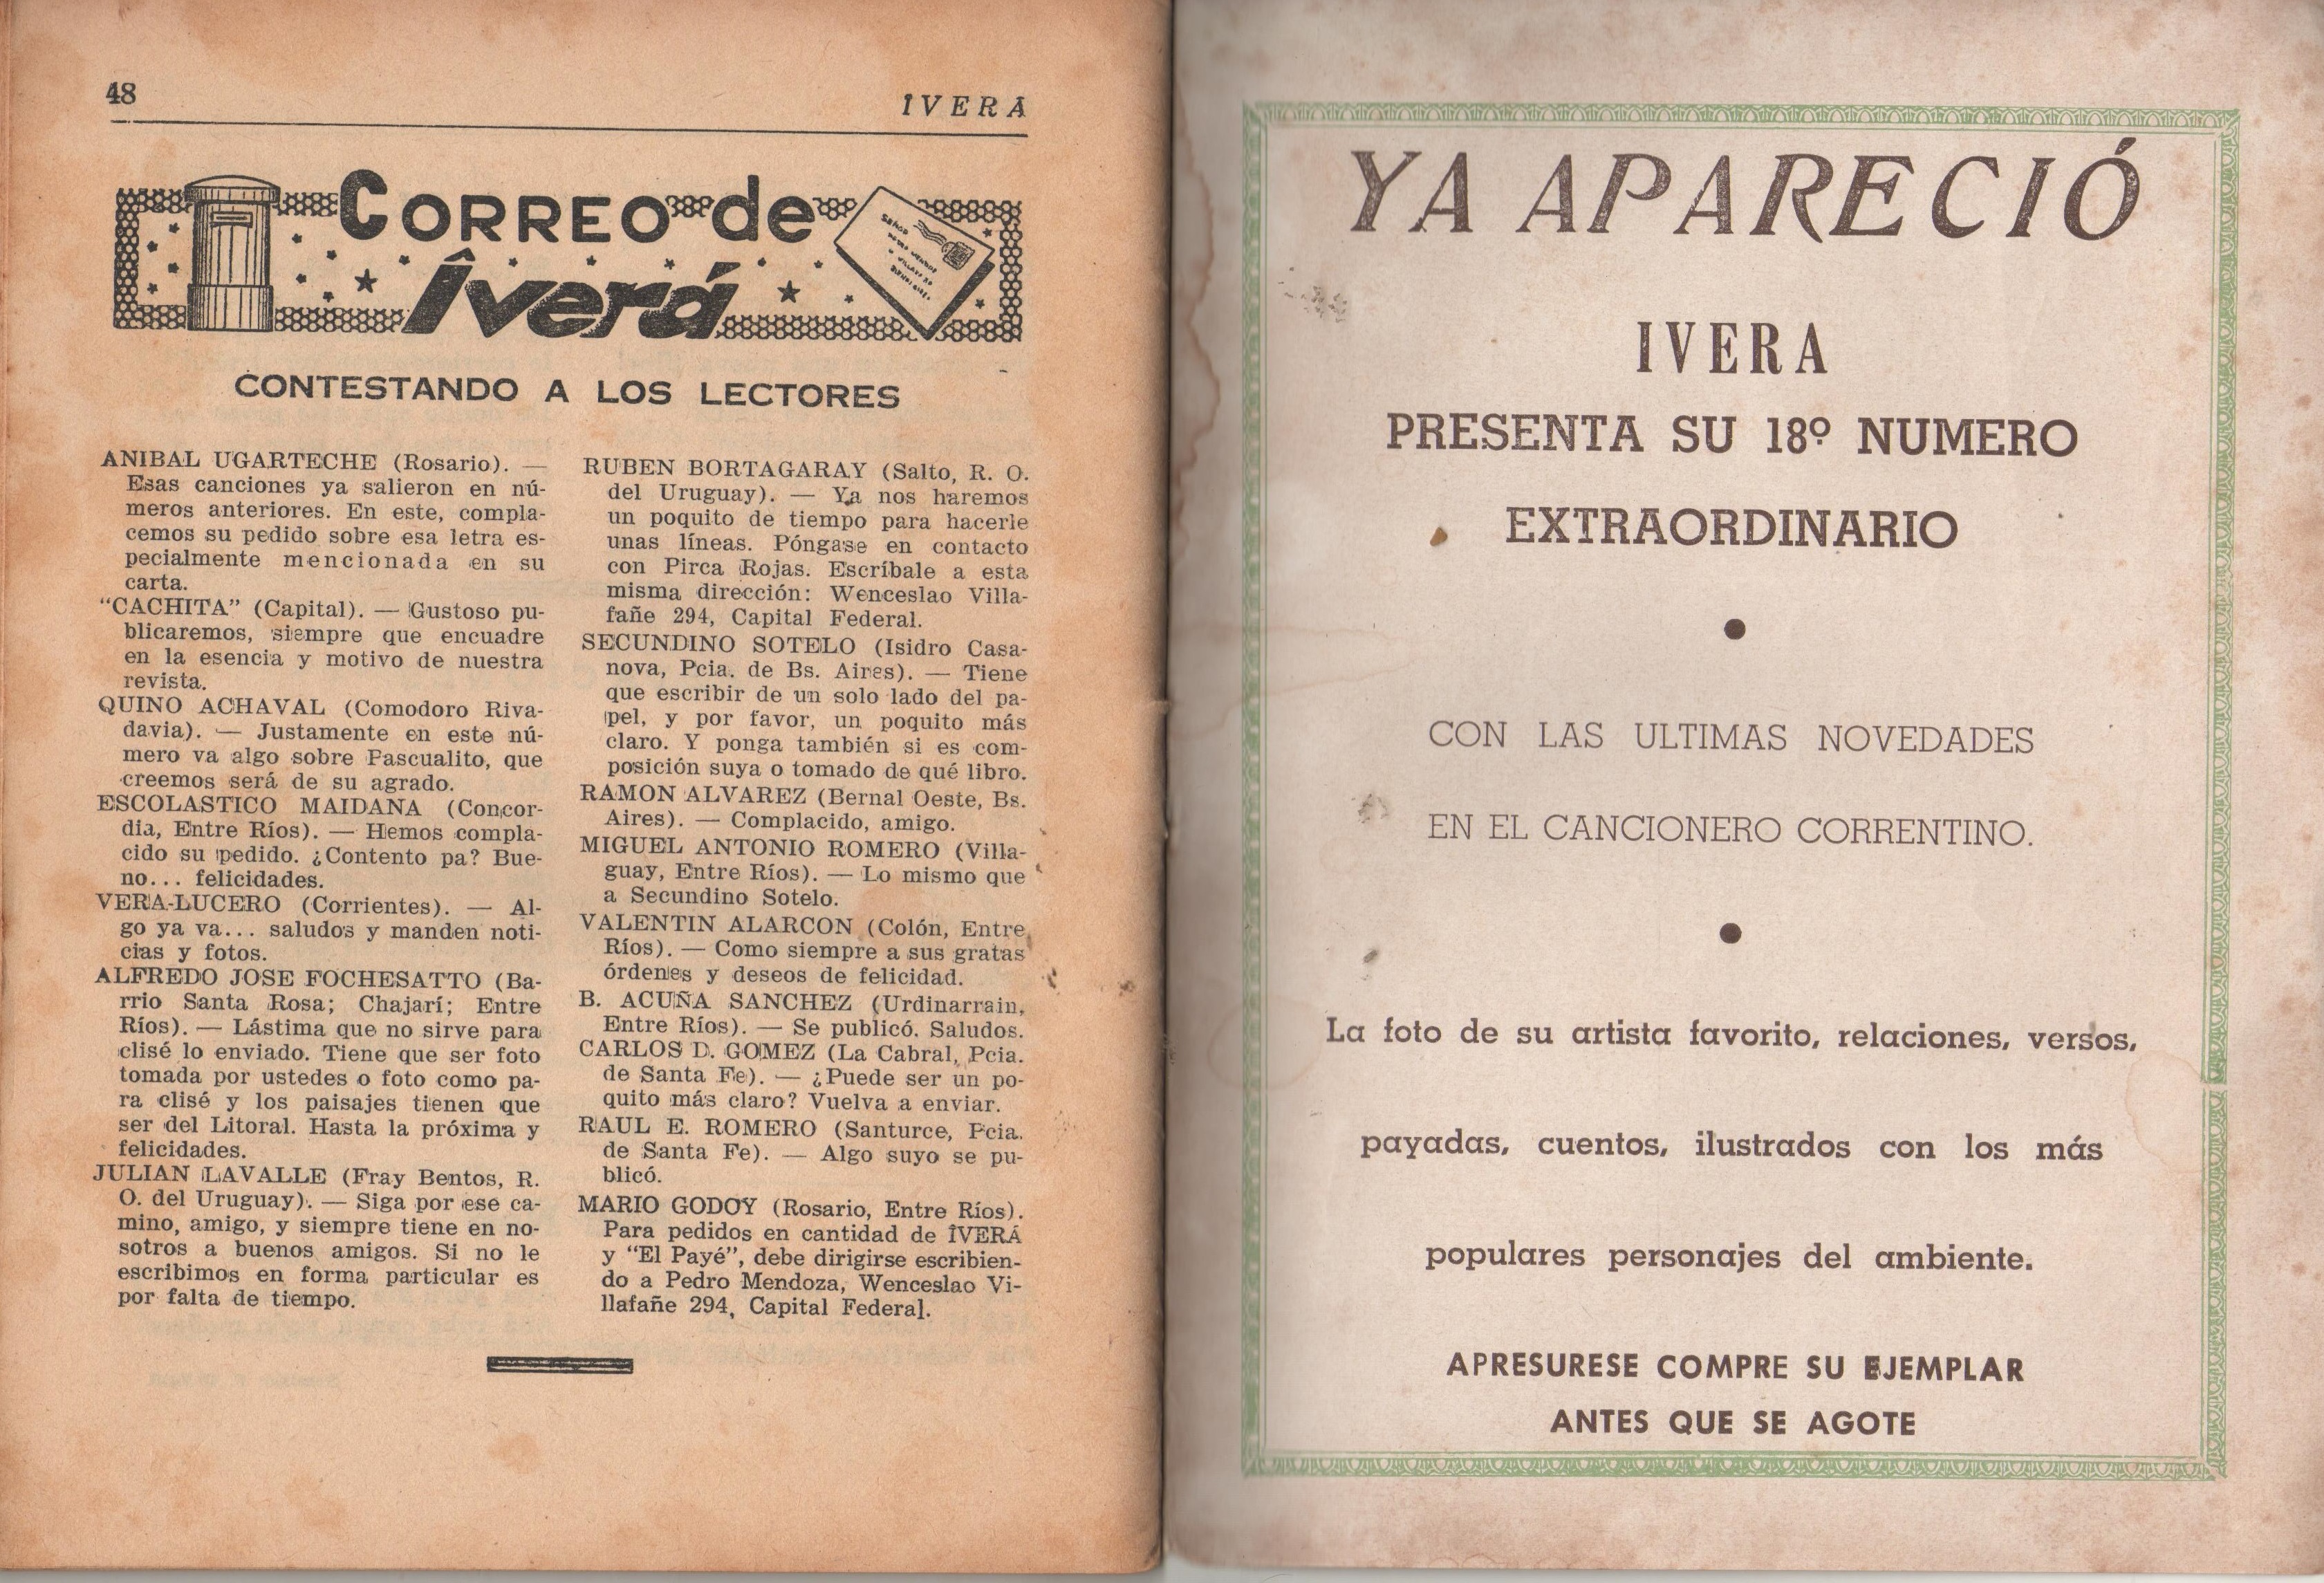 48
ÎVERÁ
CORREO de
Îverá
SEÑOR
CONTESTANDO A LOS LECTORES
ANIBAL UGARTECHE (Rosario). —
Esas canciones ya salieron en nú-
meros anteriores. En este, compla-
cemos su pedido sobre esa letra es-
pecialmente mencionada en su
carta.
“CACHITA” (Capital). — Gustoso pu-
blicaremos, siempre que encuadre
en la esencia y motivo de nuestra
revista.
QUINO ACHAVAL (Comodoro Riva-
davia). — Justamente en este nú-
mero va algo sobre Pascualito, que
creemos será de su agrado.
ESCOLASTICO MAIDANA (Concor-
dia, Entre Ríos). — Hemos compla-
cido su pedido. ¿Contento pa? Bue-
no... felicidades.
VERA-LUCERO (Corrientes). — Al-
go ya va... saludos y manden noti-
cias y fotos.
ALFREDO JOSE FOCHESATTO (Ba-
rrio Santa Rosa; Chajarí; Entre
Ríos). — Lástima que no sirve para
clisé lo enviado. Tiene que ser foto
tomada por ustedes o foto como pa-
ra clisé y los paisajes tienen que
ser del Litoral. Hasta la próxima y
felicidades.
JULIAN LAVALLE (Fray Bentos, R.
O. del Uruguay). — Siga por ese ca-
mino, amigo, y siempre tiene en no-
sotros a buenos amigos. Si no le
escribimos en forma particular es
por falta de tiempo.
RUBEN BORTAGARAY (Salto, R. O.
del Uruguay). — Ya nos haremos
un poquito de tiempo para hacerle
unas líneas. Póngase en contacto
con Pirca Rojas. Escríbale a esta
misma dirección: Wenceslao Villa-
fañe 294, Capital Federal.
SECUNDINO SOTELO (Isidro Casa-
nova, Pcia. de Bs. Aires). — Tiene
que escribir de un solo lado del pa-
pel, y por favor, un poquito más
claro. Y ponga también si es com-
posición suya o tomado de qué libro.
RAMON ALVAREZ (Bernal Oeste, Bs.
Aires). — Complacido, amigo.
MIGUEL ANTONIO ROMERO (Villa-
guay, Entre Ríos). — Lo mismo que
a Secundino Sotelo.
VALENTIN ALARCON (Colón, Entre
Ríos). — Como siempre a sus gratas
órdenes y deseos de felicidad.
B. ACUÑA SANCHEZ (Urdinarrain,
Entre Ríos). — Se publicó. Saludos.
CARLOS D. GOMEZ (La Cabral, Pcia.
de Santa Fe). — ¿Puede ser un po-
quito más claro? Vuelva a enviar.
RAUL E. ROMERO (Santurce, Pcia.
de Santa Fe). — Algo suyo se pu-
blicó.
MARIO GODOY (Rosario, Entre Ríos).
Para pedidos en cantidad de ÎVERÁ
y “El Payé”, debe dirigirse escribien-
do a Pedro Mendoza, Wenceslao Vi-
llafañe 294, Capital Federal.
YA APARECIÓ
IVERA
PRESENTA SU 18º NUMERO
EXTRAORDINARIO
CON LAS ULTIMAS NOVEDADES
EN EL CANCIONERO CORRENTINO.
La foto de su artista favorito, relaciones, versos,
payadas, cuentos, ilustrados con los más
populares personajes del ambiente.
APRESURESE COMPRE SU EJEMPLAR
ANTES QUE SE AGOTE